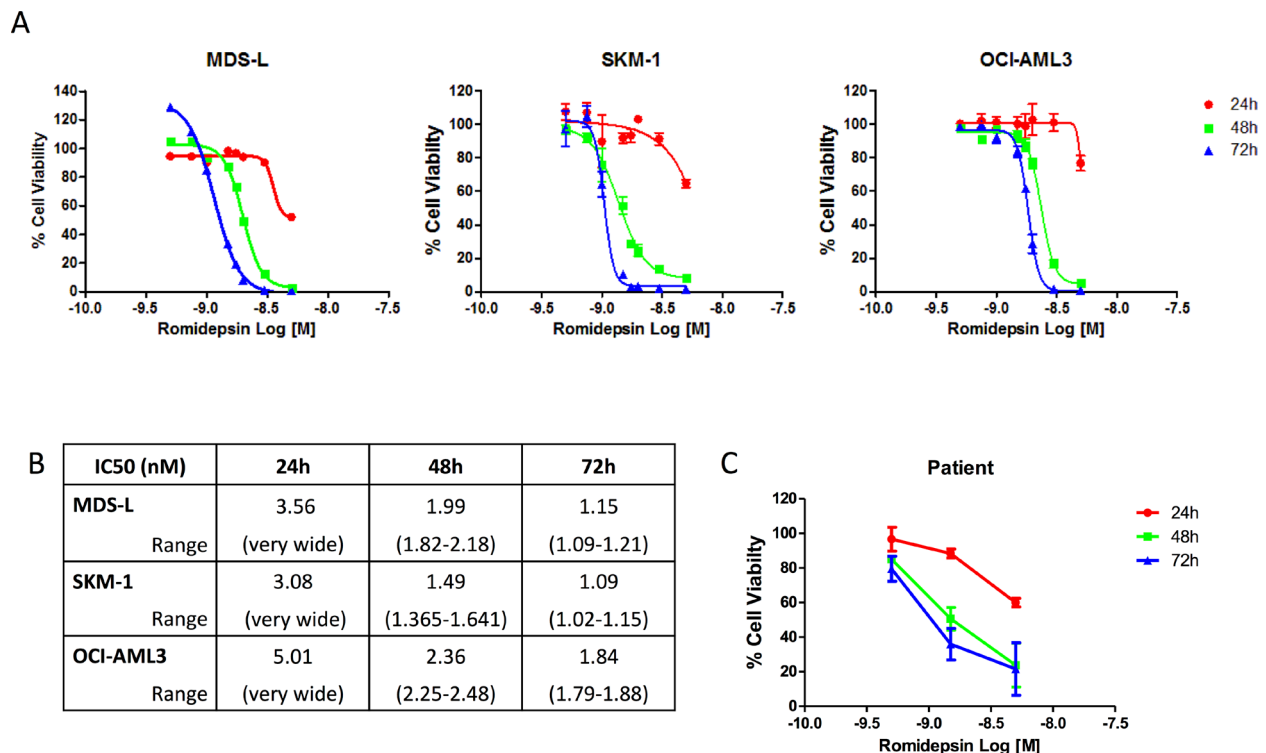 A
MDS-L
SKM-1
OCI-AML3
% Cell Viability
140
120
100
80
60
40
20
0
-10.0 -9.5 -9.0 -8.5 -8.0 -7.5
Romidepsin Log [M]
% Cell Viability
120
100
80
60
40
20
0
-10.0 -9.5 -9.0 -8.5 -8.0 -7.5
Romidepsin Log [M]
% Cell Viability
120
100
80
60
40
20
0
-10.0 -9.5 -9.0 -8.5 -8.0 -7.5
Romidepsin Log [M]
24h
48h
72h
B
IC50 (nM) 24h 48h 72h
MDS-L 3.56 1.99 1.15
Range (very wide) (1.82-2.18) (1.09-1.21)
SKM-1 3.08 1.49 1.09
Range (very wide) (1.365-1.641) (1.02-1.15)
OCI-AML3 5.01 2.36 1.84
Range (very wide) (2.25-2.48) (1.79-1.88)
C
Patient
% Cell Viabilty
120
100
80
60
40
20
0
-10.0 -9.5 -9.0 -8.5 -8.0 -7.5
Romidepsin Log [M]
24h
48h
72h